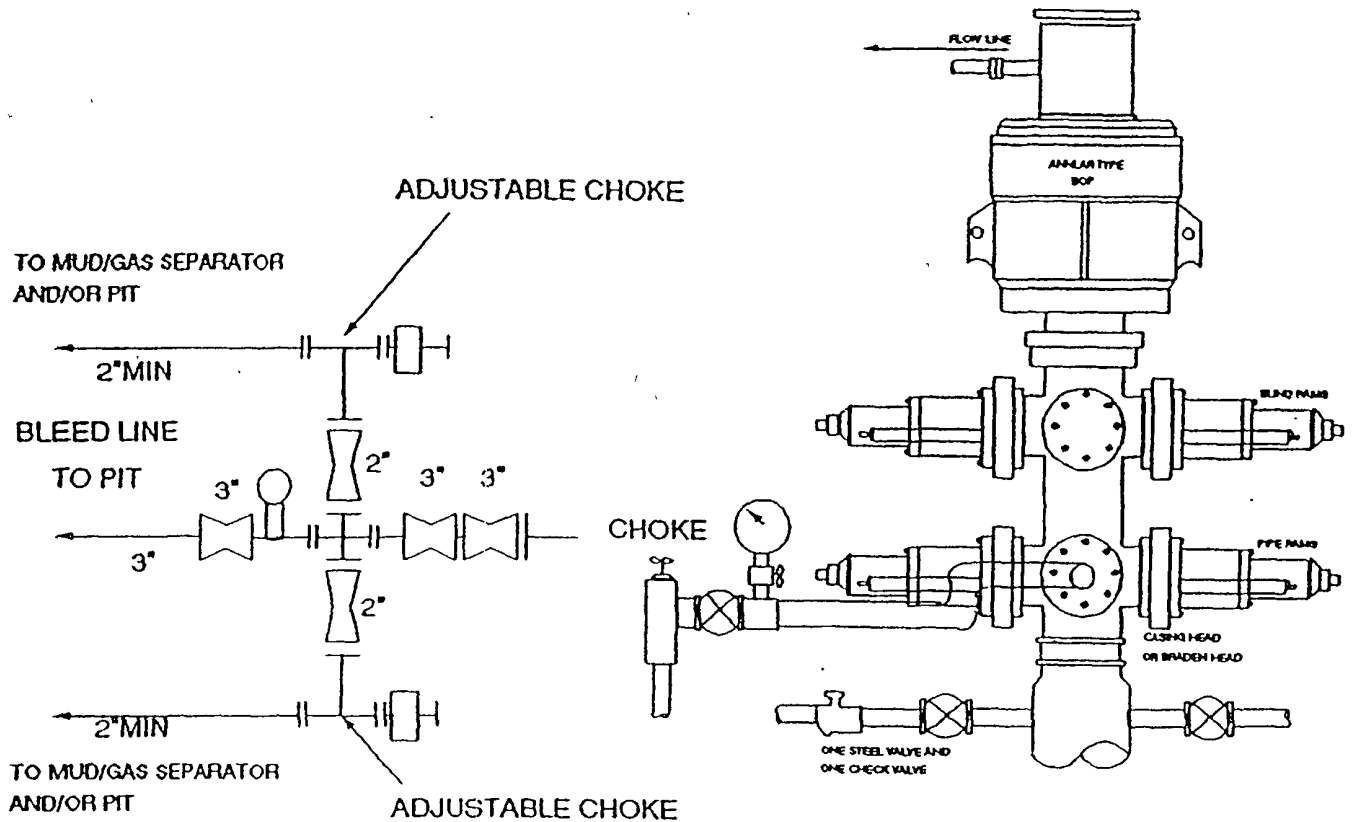 FLOW LINE
ANNULAR TYPE
BOP
ADJUSTABLE CHOKE
TO MUD/GAS SEPARATOR
AND/OR PIT
2"MIN
BLEED LINE
TO PIT
2"
3"
3" 3"
3"
2"
BLIND RAMS
CHOKE
PIPE RAMS
CASING HEAD
OR BRADEN HEAD
2"MIN
ONE STEEL VALVE AND
ONE CHECK VALVE
TO MUD/GAS SEPARATOR
AND/OR PIT
ADJUSTABLE CHOKE